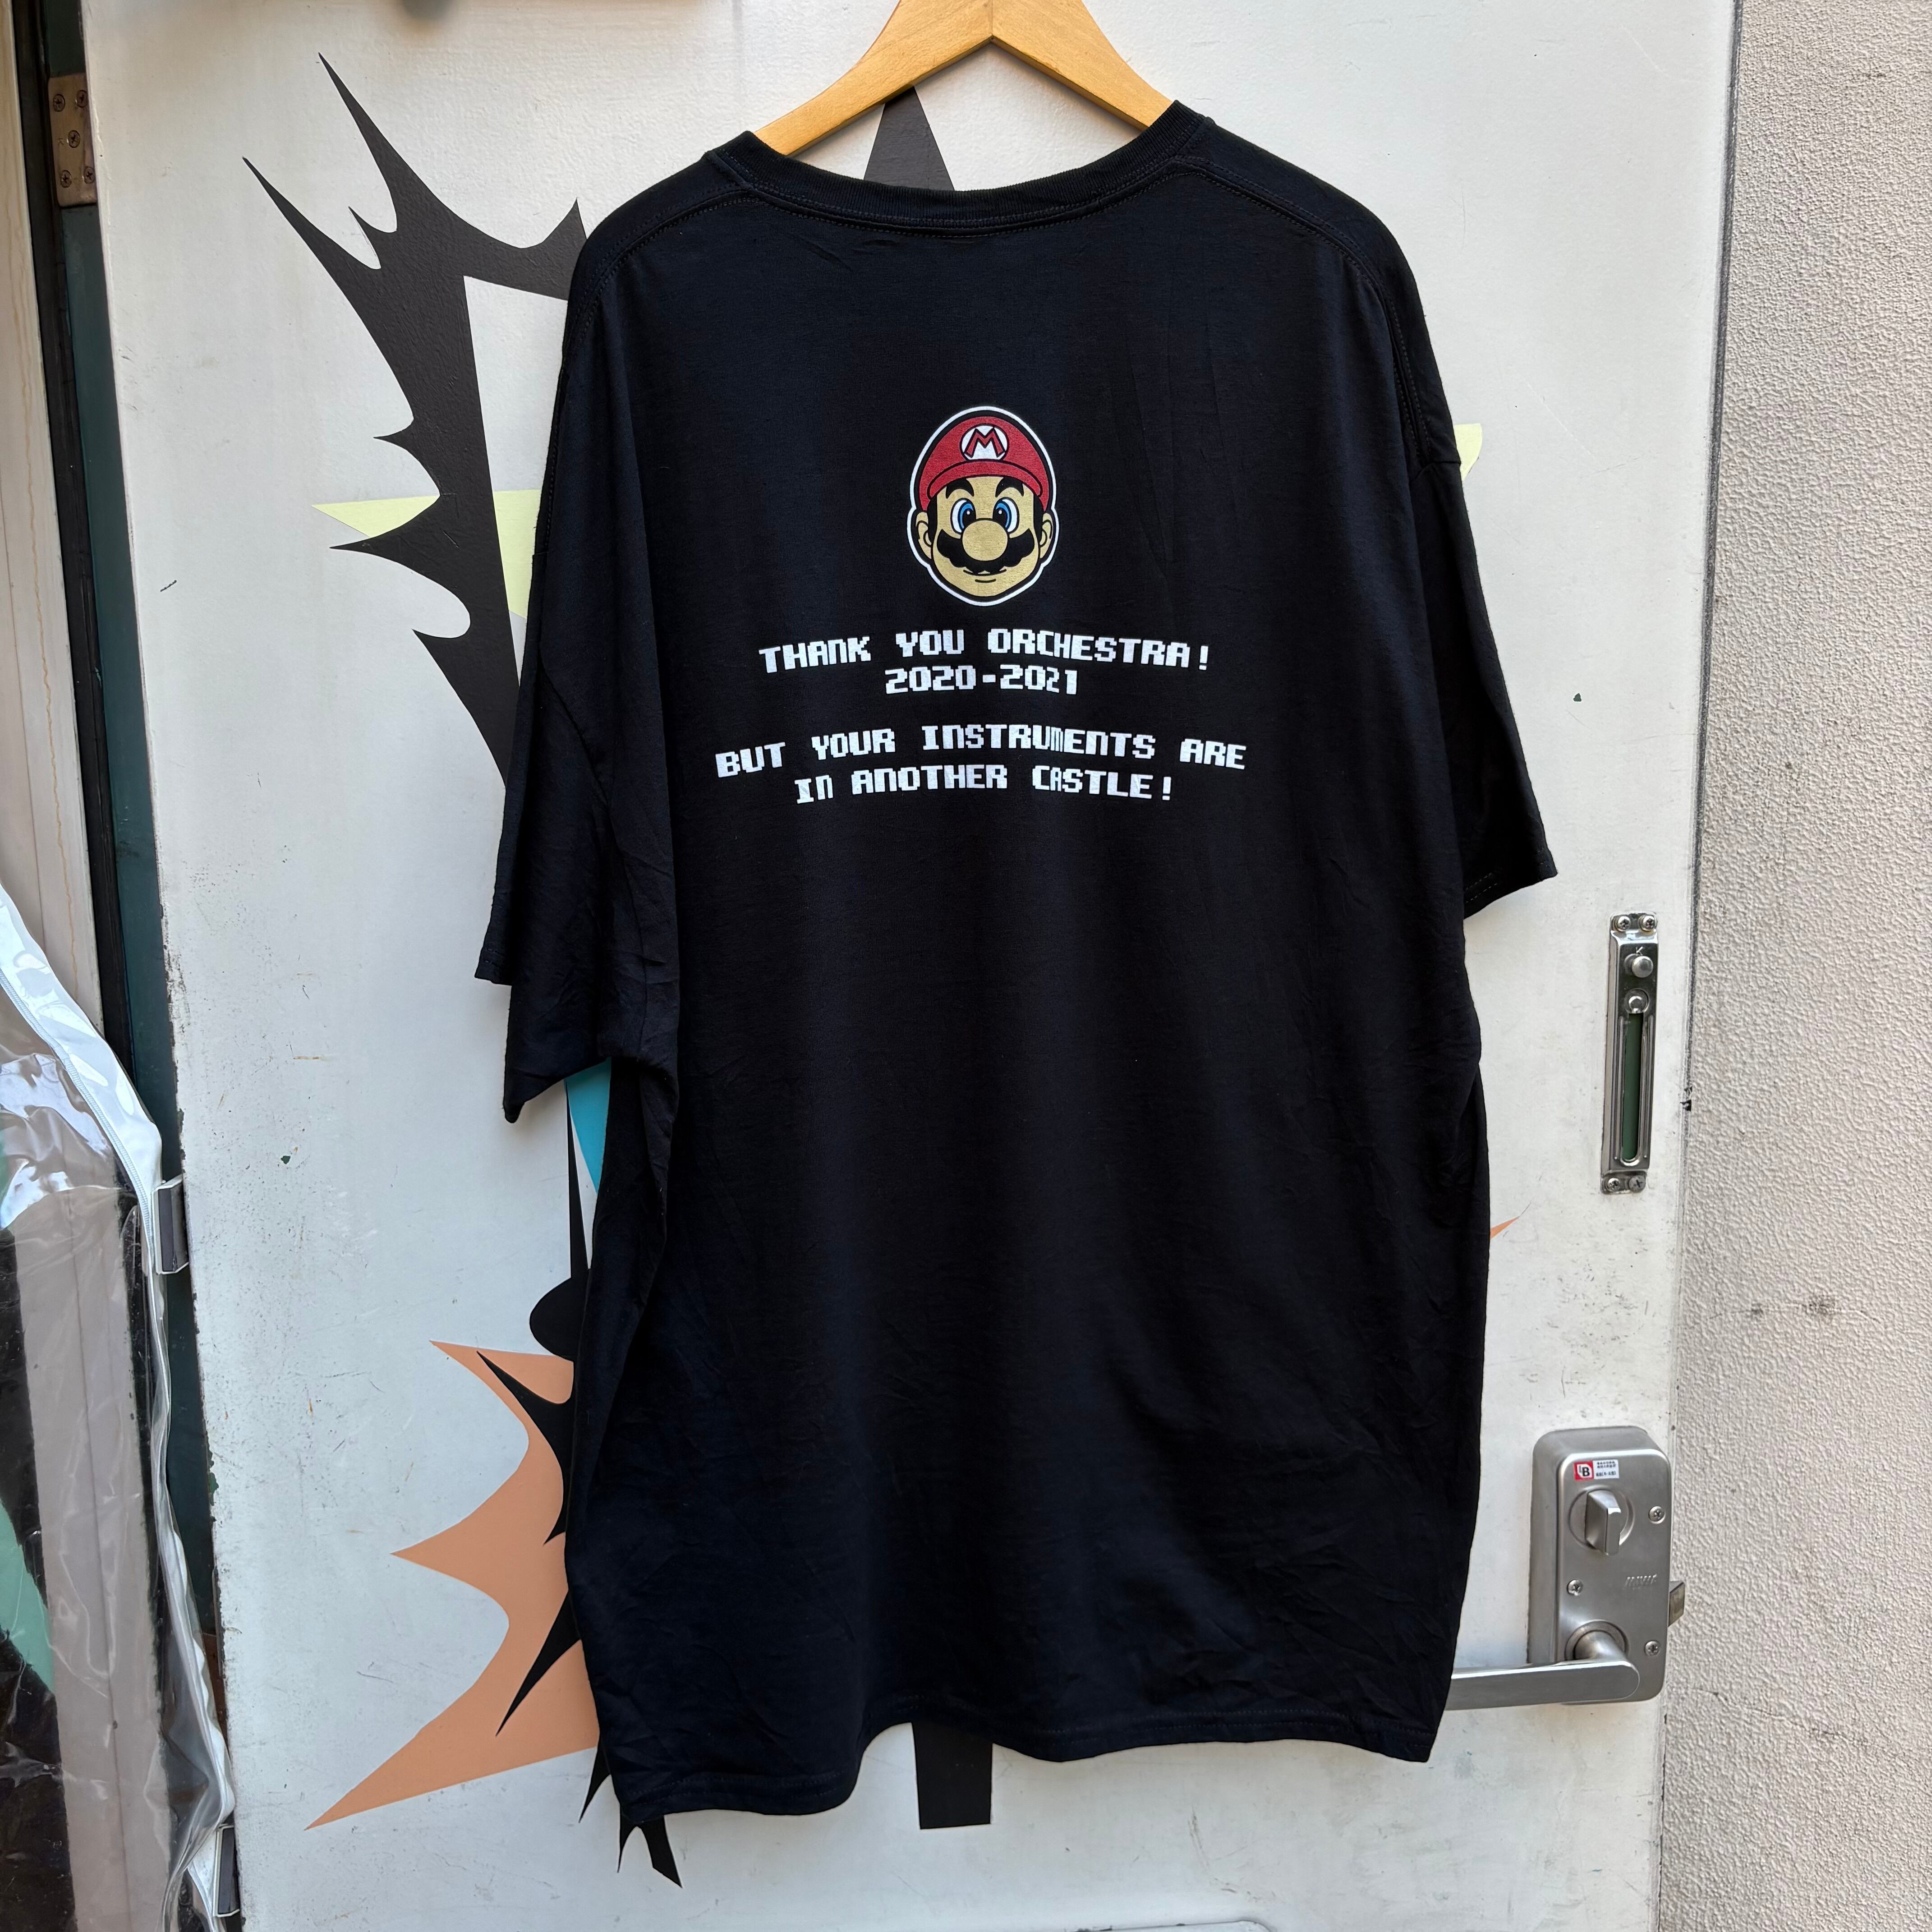 M
THANK YOU ORCHESTRA!
2020-2021
BUT YOUR INSTRUMENTS ARE
IN ANOTHER CASTLE!